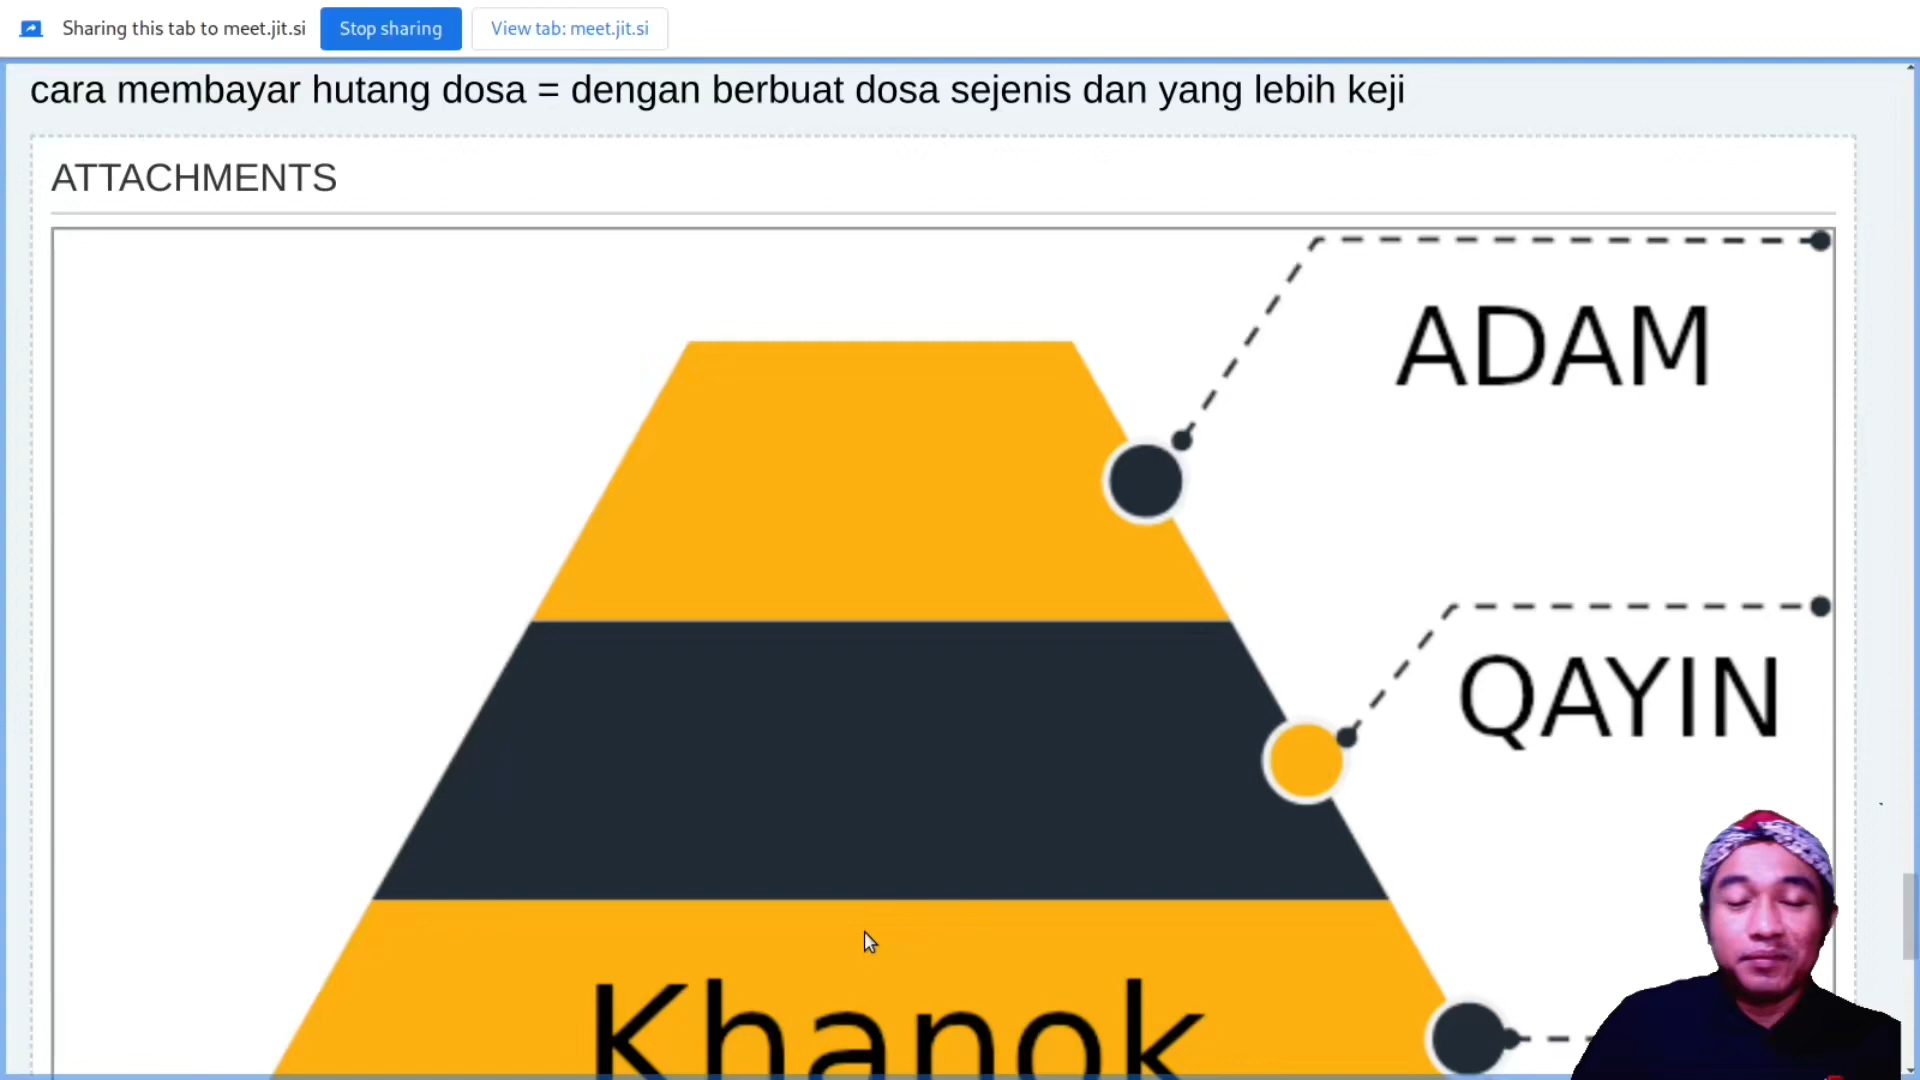 Sharing this tab to meet.jit.si
Stop sharing
View tab: meet.jit.si
cara membayar hutang dosa = dengan berbuat dosa sejenis dan yang lebih keji
ATTACHMENTS
ADAM
QAYIN
Khanok